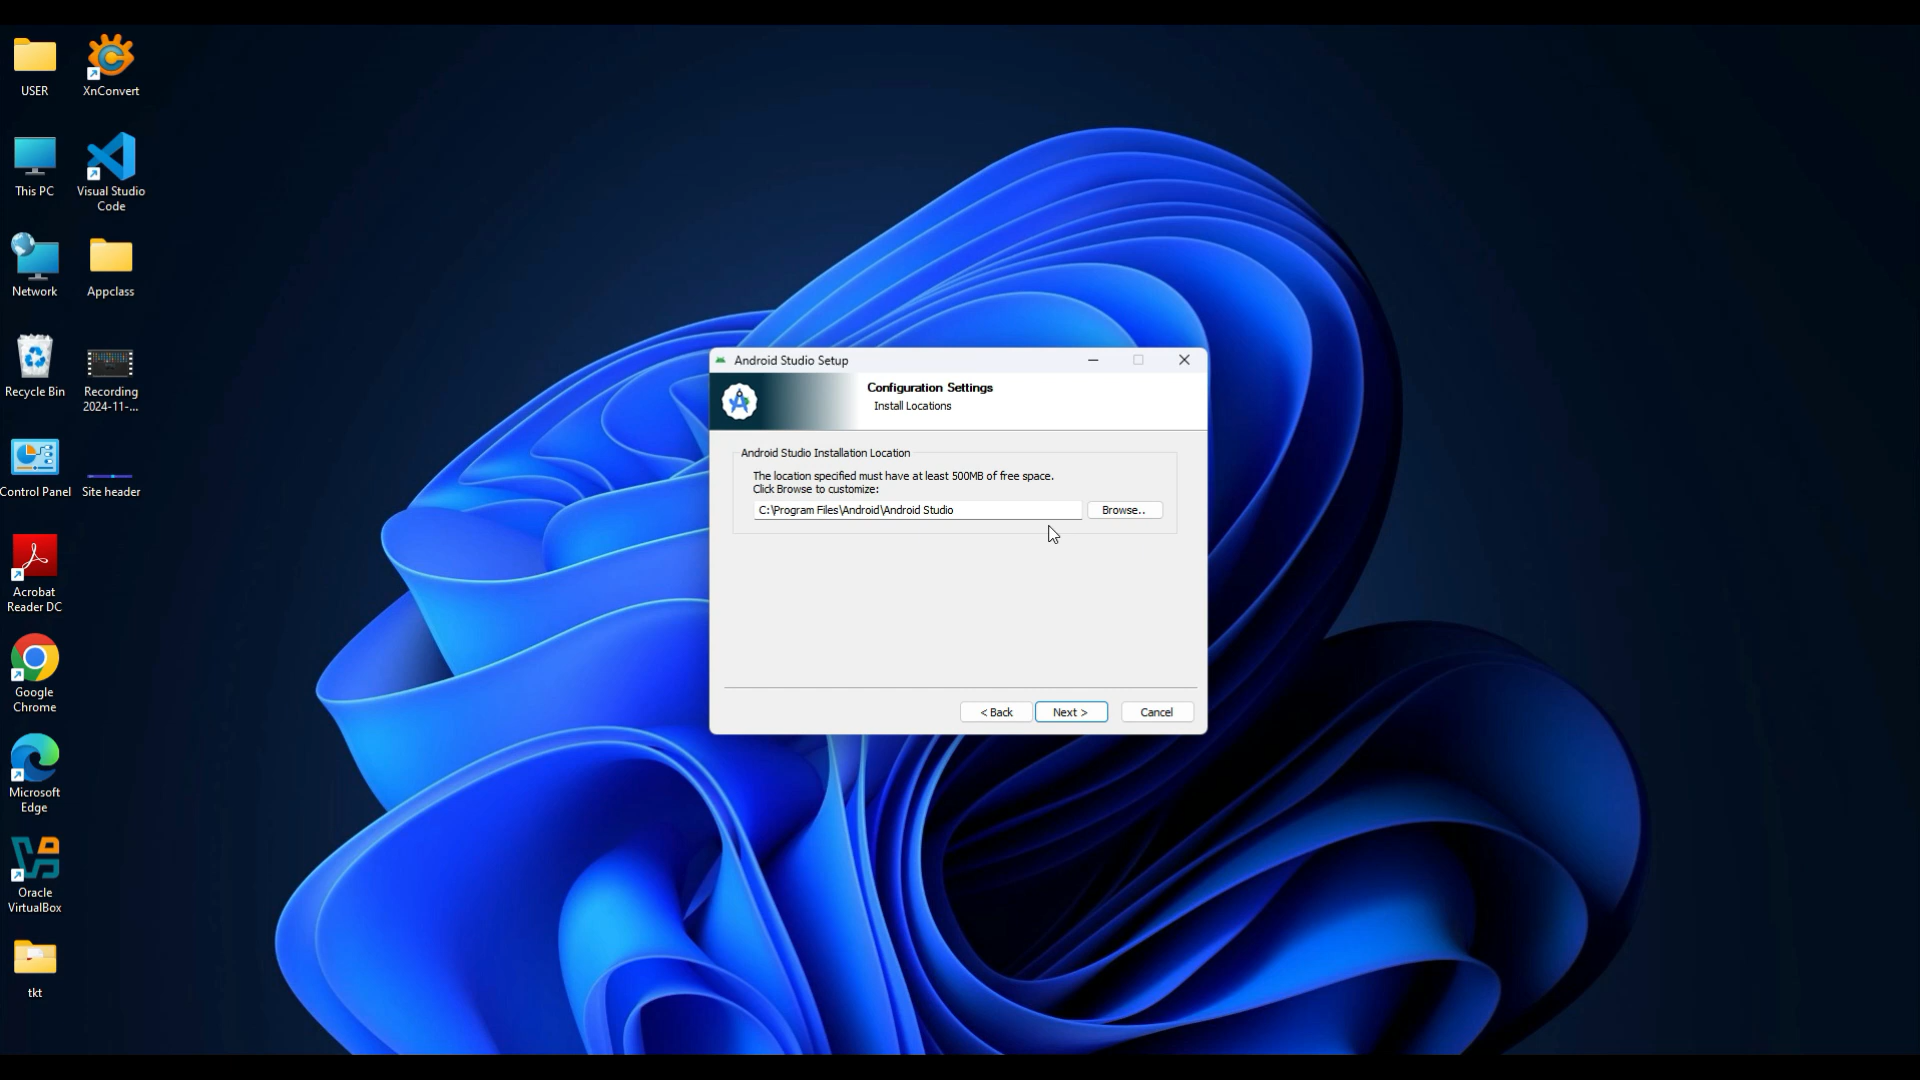 USER
XnConvert
This PC
Visual Studio
Code
Network
Appclass
Recycle Bin
Recording
2024-11-...
Control Panel
Site header
Acrobat
Reader DC
Google
Chrome
Microsoft
Edge
Oracle
VirtualBox
tkt
Android Studio Setup
Configuration Settings
Install Locations
Android Studio Installation Location
The location specified must have at least 500MB of free space.
Click Browse to customize:
C:\Program Files\Android\Android Studio
Browse..
< Back
Next >
Cancel